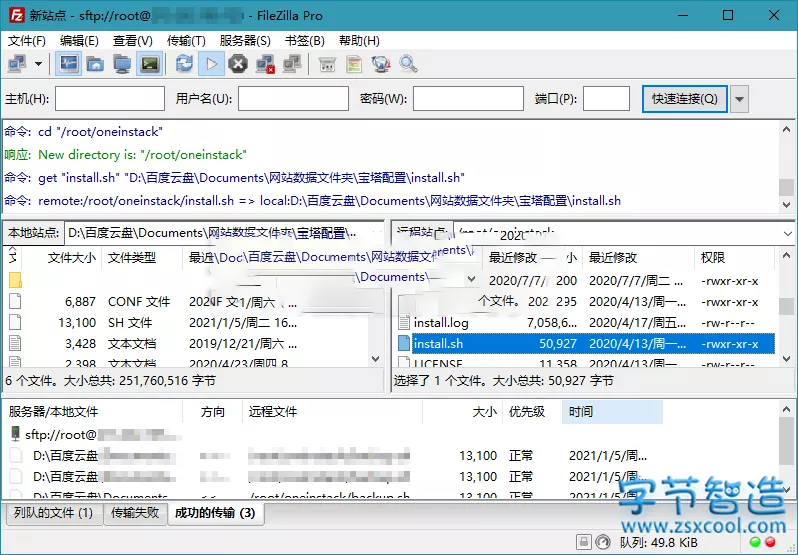 新站点 - sftp://root@ - FileZilla Pro
文件(F) 编辑(E) 查看(V) 传输(T) 服务器(S) 书签(B) 帮助(H)
主机(H): 用户名(U): 密码(W): 端口(P): 快速连接(Q)
命令: cd "/root/oneinstack"
响应: New directory is: "/root/oneinstack"
命令: get "install.sh" "D:\百度云盘\Documents\网站数据文件夹\宝塔配置\install.sh"
命令: remote:/root/oneinstack/install.sh => local:D:\百度云盘\Documents\网站数据文件夹\宝塔配置\install.sh
本地站点: D:\百度云盘\Documents\网站数据文件夹\宝塔配置\...
远程站点:
文件大小 文件类型 最近
\Doc\百度云盘\Documents\网站数据文件
\Documents\
6,887 CONF 文件
13,100 SH 文件 2021/1/5/周二 16...
3,428 文本文档 2019/12/21/周六 ...
2,398 文本文档 2020/4/23/周四 8...
6 个文件。大小总共: 251,760,516 字节
最近修改 小 最近修改 权限
2020/7/7/ 200 2020/7/7/周二 ... -rwxr-xr-x
个文件。 202 295 2020/4/13/周一... -rwxr-xr-x
install.log 7,058,6... 2020/4/17/周五... -rw-r--r--
install.sh 50,927 2020/4/13/周一... -rwxr-xr-x
LICENSE 11,358 2020/4/13/周一... -rw-r--r--
选择了 1 个文件。大小总共: 50,927 字节
服务器/本地文件 方向 远程文件 大小 优先级 时间
sftp://root@
D:\百度云盘 13,100 正常 2021/1/5/周...
D:\百度云盘 13,100 正常 2021/1/5/周...
D:\百度云盘\Documents /root/oneinstack/backup.sh 13,100 正常 2021/1/5/周...
列队的文件 (1) 传输失败 成功的传输 (3)
队列: 49.8 KiB
字节智造
www.zsxcool.com